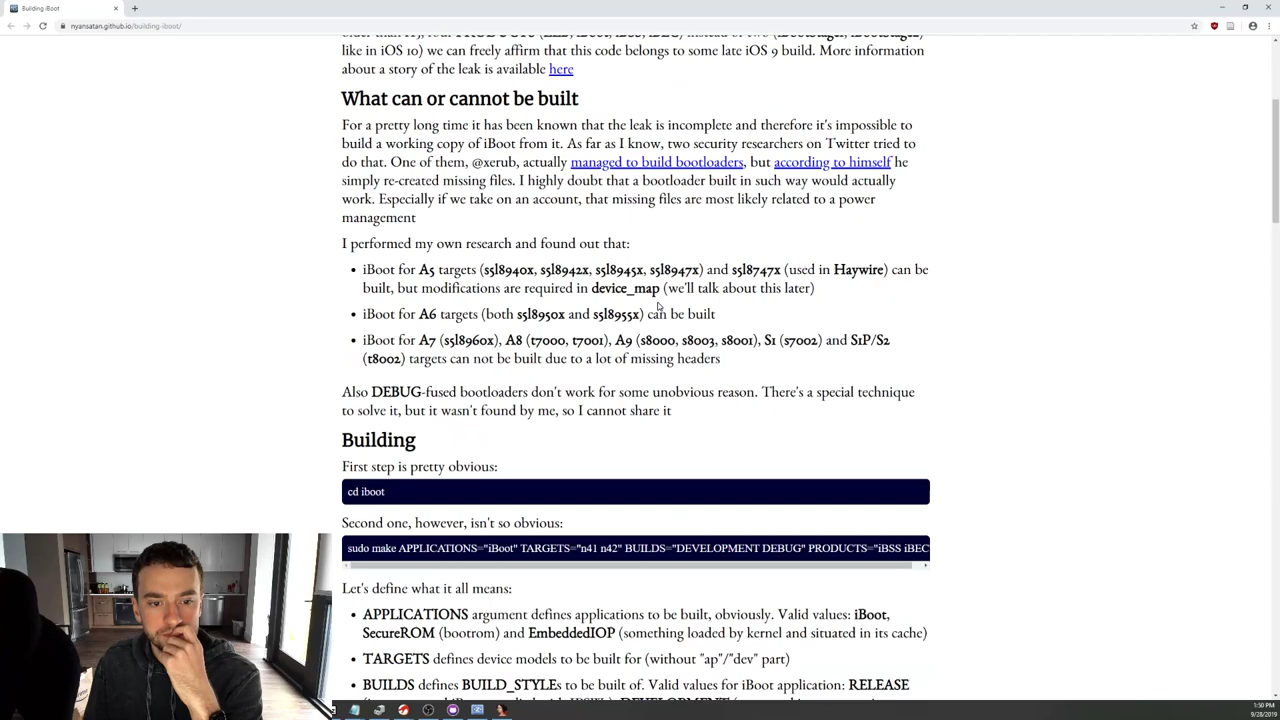 Building iBoot
nyansatan.github.io/building-iboot/
like in iOS 10) we can freely affirm that this code belongs to some late iOS 9 build. More information
about a story of the leak is available here
What can or cannot be built
For a pretty long time it has been known that the leak is incomplete and therefore it's impossible to
build a working copy of iBoot from it. As far as I know, two security researchers on Twitter tried to
do that. One of them, @xerub, actually managed to build bootloaders, but according to himself he
simply re-created missing files. I highly doubt that a bootloader built in such way would actually
work. Especially if we take on an account, that missing files are most likely related to a power
management
I performed my own research and found out that:
• iBoot for A5 targets (s5l8940x, s5l8942x, s5l8945x, s5l8947x) and s5l8747x (used in Haywire) can be
built, but modifications are required in device_map (we'll talk about this later)
• iBoot for A6 targets (both s5l8950x and s5l8955x) can be built
• iBoot for A7 (s5l8960x), A8 (t7000, t7001), A9 (s8000, s8003, s8001), S1 (s7002) and S1P/S2
(t8002) targets can not be built due to a lot of missing headers
Also DEBUG-fused bootloaders don't work for some unobvious reason. There's a special technique
to solve it, but it wasn't found by me, so I cannot share it
Building
First step is pretty obvious:
cd iboot
Second one, however, isn't so obvious:
sudo make APPLICATIONS="iBoot" TARGETS="n41 n42" BUILDS="DEVELOPMENT DEBUG" PRODUCTS="iBSS iBEC
Let's define what it all means:
• APPLICATIONS argument defines applications to be built, obviously. Valid values: iBoot,
SecureROM (bootrom) and EmbeddedIOP (something loaded by kernel and situated in its cache)
• TARGETS defines device models to be built for (without "ap"/"dev" part)
• BUILDS defines BUILD_STYLEs to be built of. Valid values for iBoot application: RELEASE
1:50 PM
9/28/2019